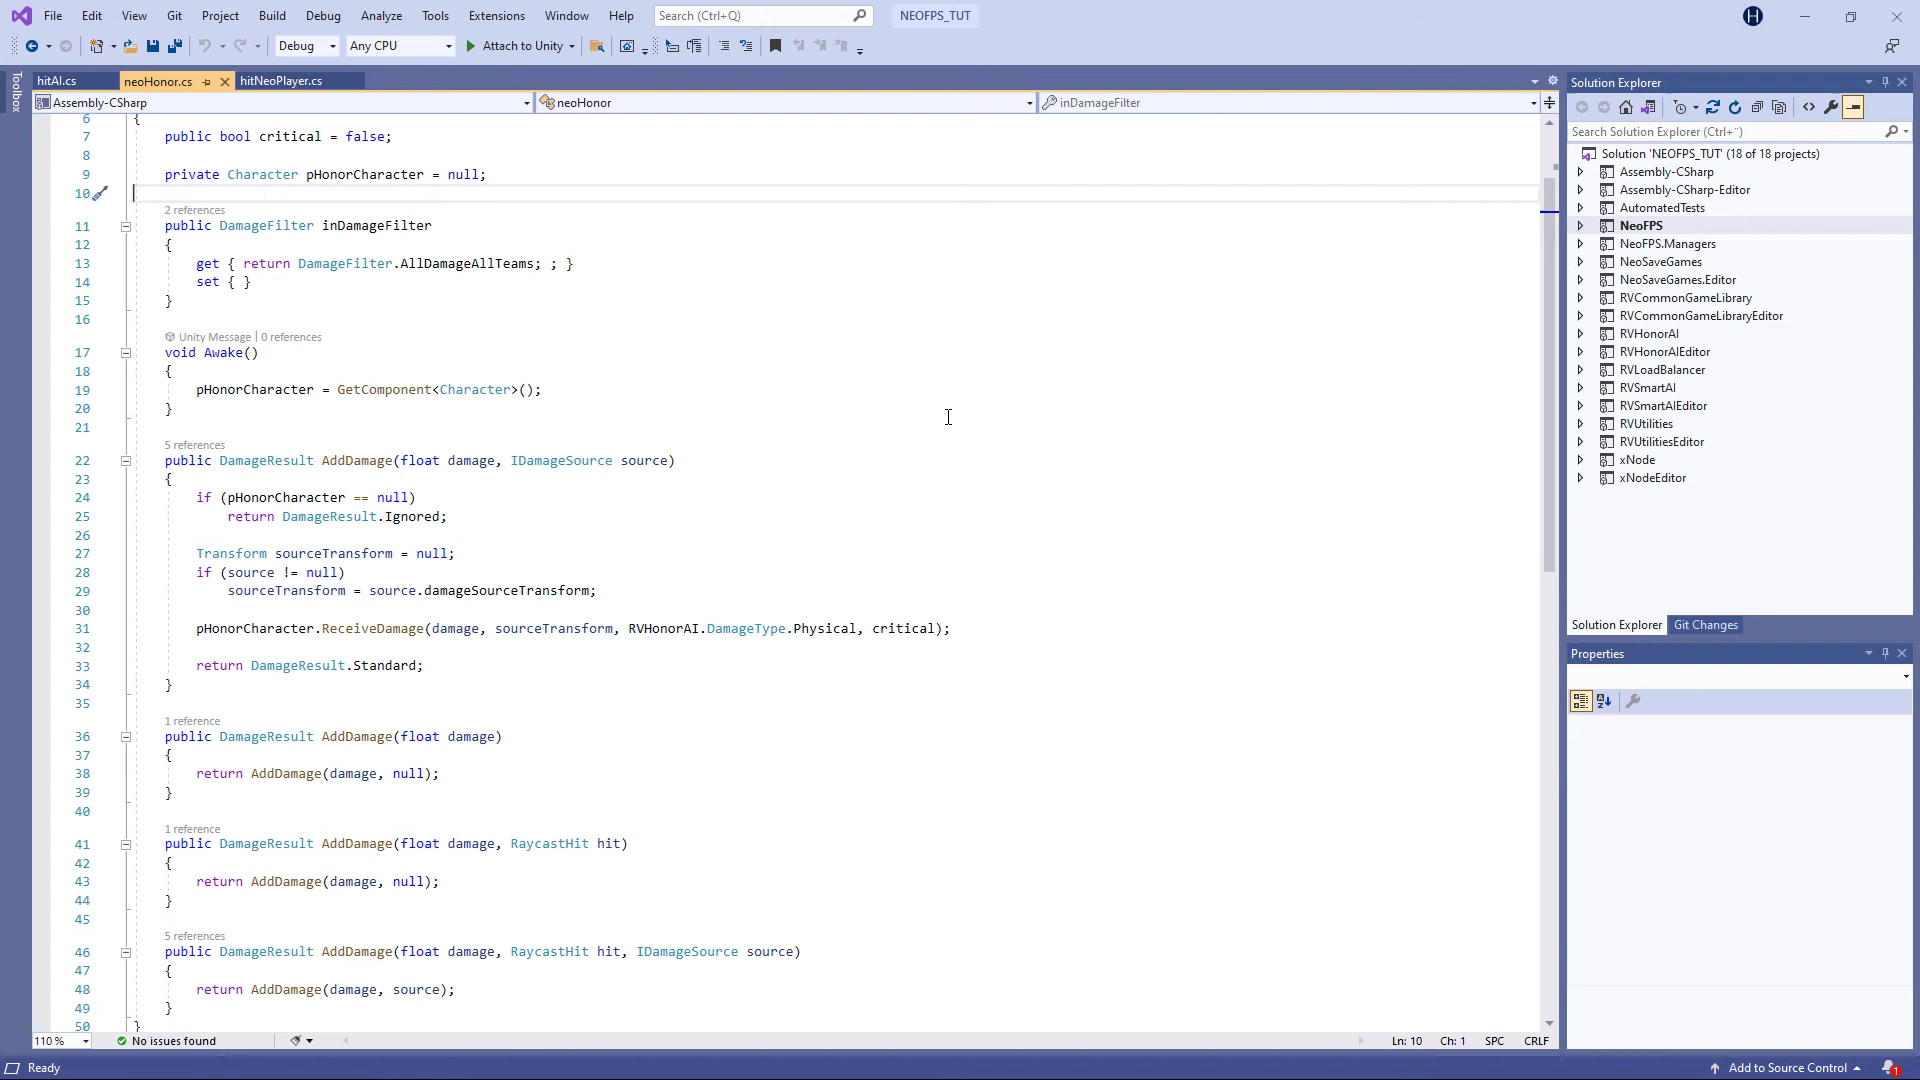 File Edit View Git Project Build Debug Analyze Tools Extensions Window Help Search (Ctrl+Q) NEOFPS_TUT H
Debug Any CPU Attach to Unity
Toolbox
hitAI.cs neoHonor.cs hitNeoPlayer.cs
Assembly-CSharp neoHonor inDamageFilter
6 {
7 public bool critical = false;
8
9 private Character pHonorCharacter = null;
10
2 references
11 public DamageFilter inDamageFilter
12 {
13 get { return DamageFilter.AllDamageAllTeams; ; }
14 set { }
15 }
16
Unity Message | 0 references
17 void Awake()
18 {
19 pHonorCharacter = GetComponent<Character>();
20 }
21
5 references
22 public DamageResult AddDamage(float damage, IDamageSource source)
23 {
24 if (pHonorCharacter == null)
25 return DamageResult.Ignored;
26
27 Transform sourceTransform = null;
28 if (source != null)
29 sourceTransform = source.damageSourceTransform;
30
31 pHonorCharacter.ReceiveDamage(damage, sourceTransform, RVHonorAI.DamageType.Physical, critical);
32
33 return DamageResult.Standard;
34 }
35
1 reference
36 public DamageResult AddDamage(float damage)
37 {
38 return AddDamage(damage, null);
39 }
40
1 reference
41 public DamageResult AddDamage(float damage, RaycastHit hit)
42 {
43 return AddDamage(damage, null);
44 }
45
5 references
46 public DamageResult AddDamage(float damage, RaycastHit hit, IDamageSource source)
47 {
48 return AddDamage(damage, source);
49 }
50 }
110 % No issues found Ln: 10 Ch: 1 SPC CRLF
Ready Add to Source Control 1
Solution Explorer
Search Solution Explorer (Ctrl+¨)
Solution 'NEOFPS_TUT' (18 of 18 projects)
Assembly-CSharp
Assembly-CSharp-Editor
AutomatedTests
NeoFPS
NeoFPS.Managers
NeoSaveGames
NeoSaveGames.Editor
RVCommonGameLibrary
RVCommonGameLibraryEditor
RVHonorAI
RVHonorAIEditor
RVLoadBalancer
RVSmartAI
RVSmartAIEditor
RVUtilities
RVUtilitiesEditor
xNode
xNodeEditor
Solution Explorer Git Changes
Properties